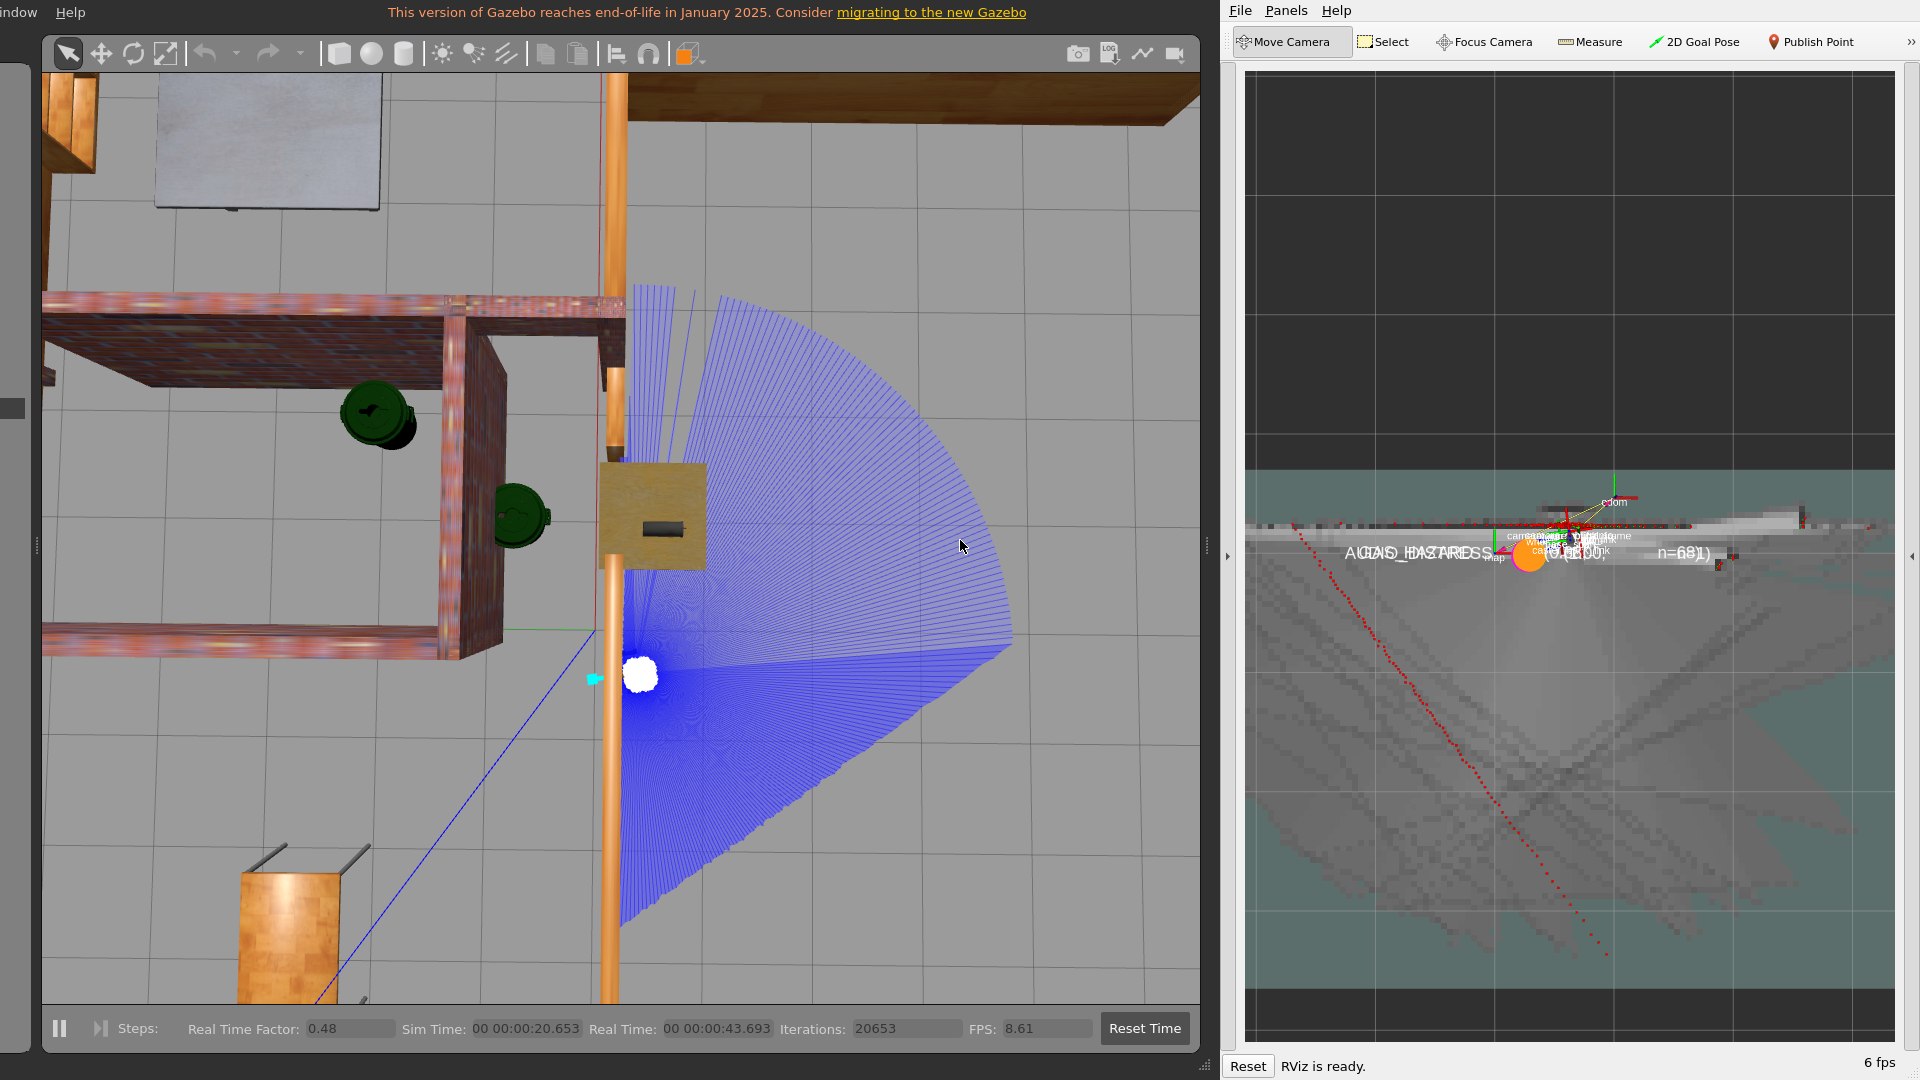 indow Help
This version of Gazebo reaches end-of-life in January 2025. Consider migrating to the new Gazebo
LOG
Steps: Real Time Factor: 0.48 Sim Time: 00 00:00:20.653 Real Time: 00 00:00:43.693 Iterations: 20653 FPS: 8.61 Reset Time
File Panels Help
Move Camera Select Focus Camera Measure 2D Goal Pose Publish Point »
odom
map
Reset RViz is ready. 6 fps